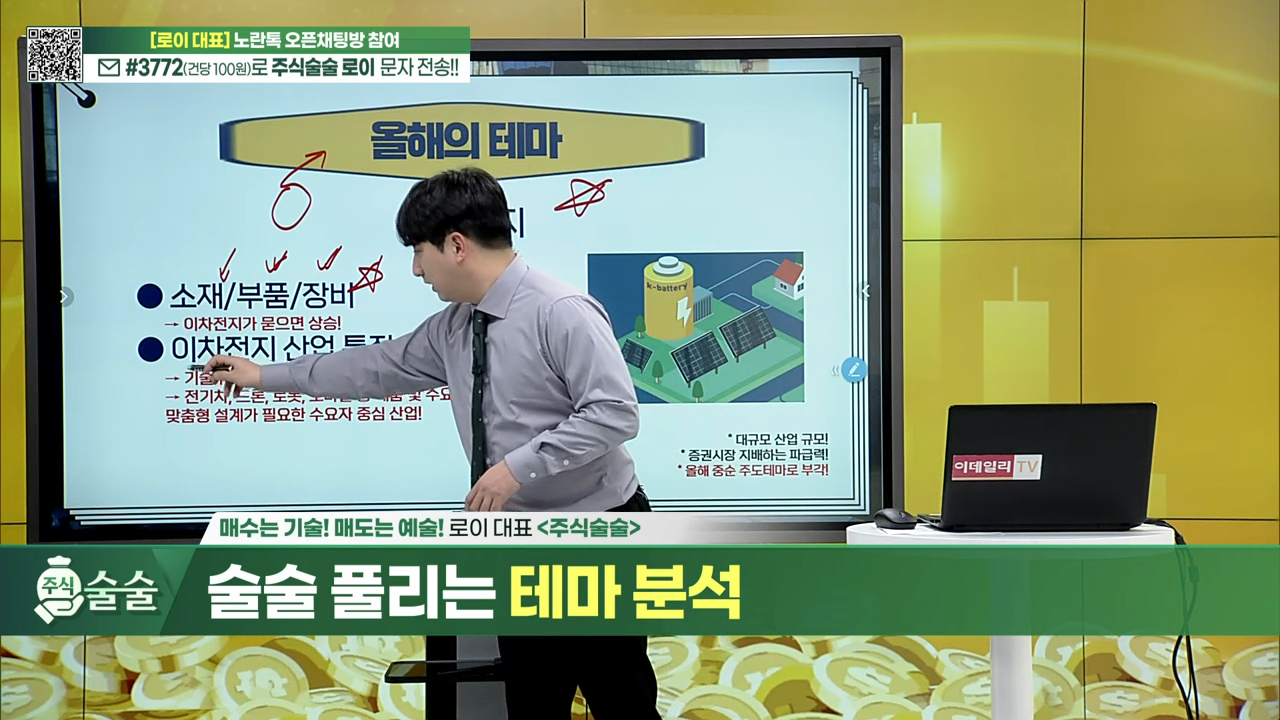 [로이 대표] 노란톡 오픈채팅방 참여
#3772(건당 100원)로 주식술술 로이 문자 전송!!
올해의 테마
지
● 소재/부품/장비
→ 이차전지가 묻으면 상승!
● 이차전지 산업
→ 기술
→ 전기차, 드론, 로봇, 및 수요
맞춤형 설계가 필요한 수요자 중심 산업!
k-battery
* 대규모 산업 규모!
* 증권시장 지배하는 파급력!
* 올해 중순 주도테마로 부각!
이데일리 TV
매수는 기술! 매도는 예술! 로이 대표 <주식술술>
주식술술
술술 풀리는 테마 분석